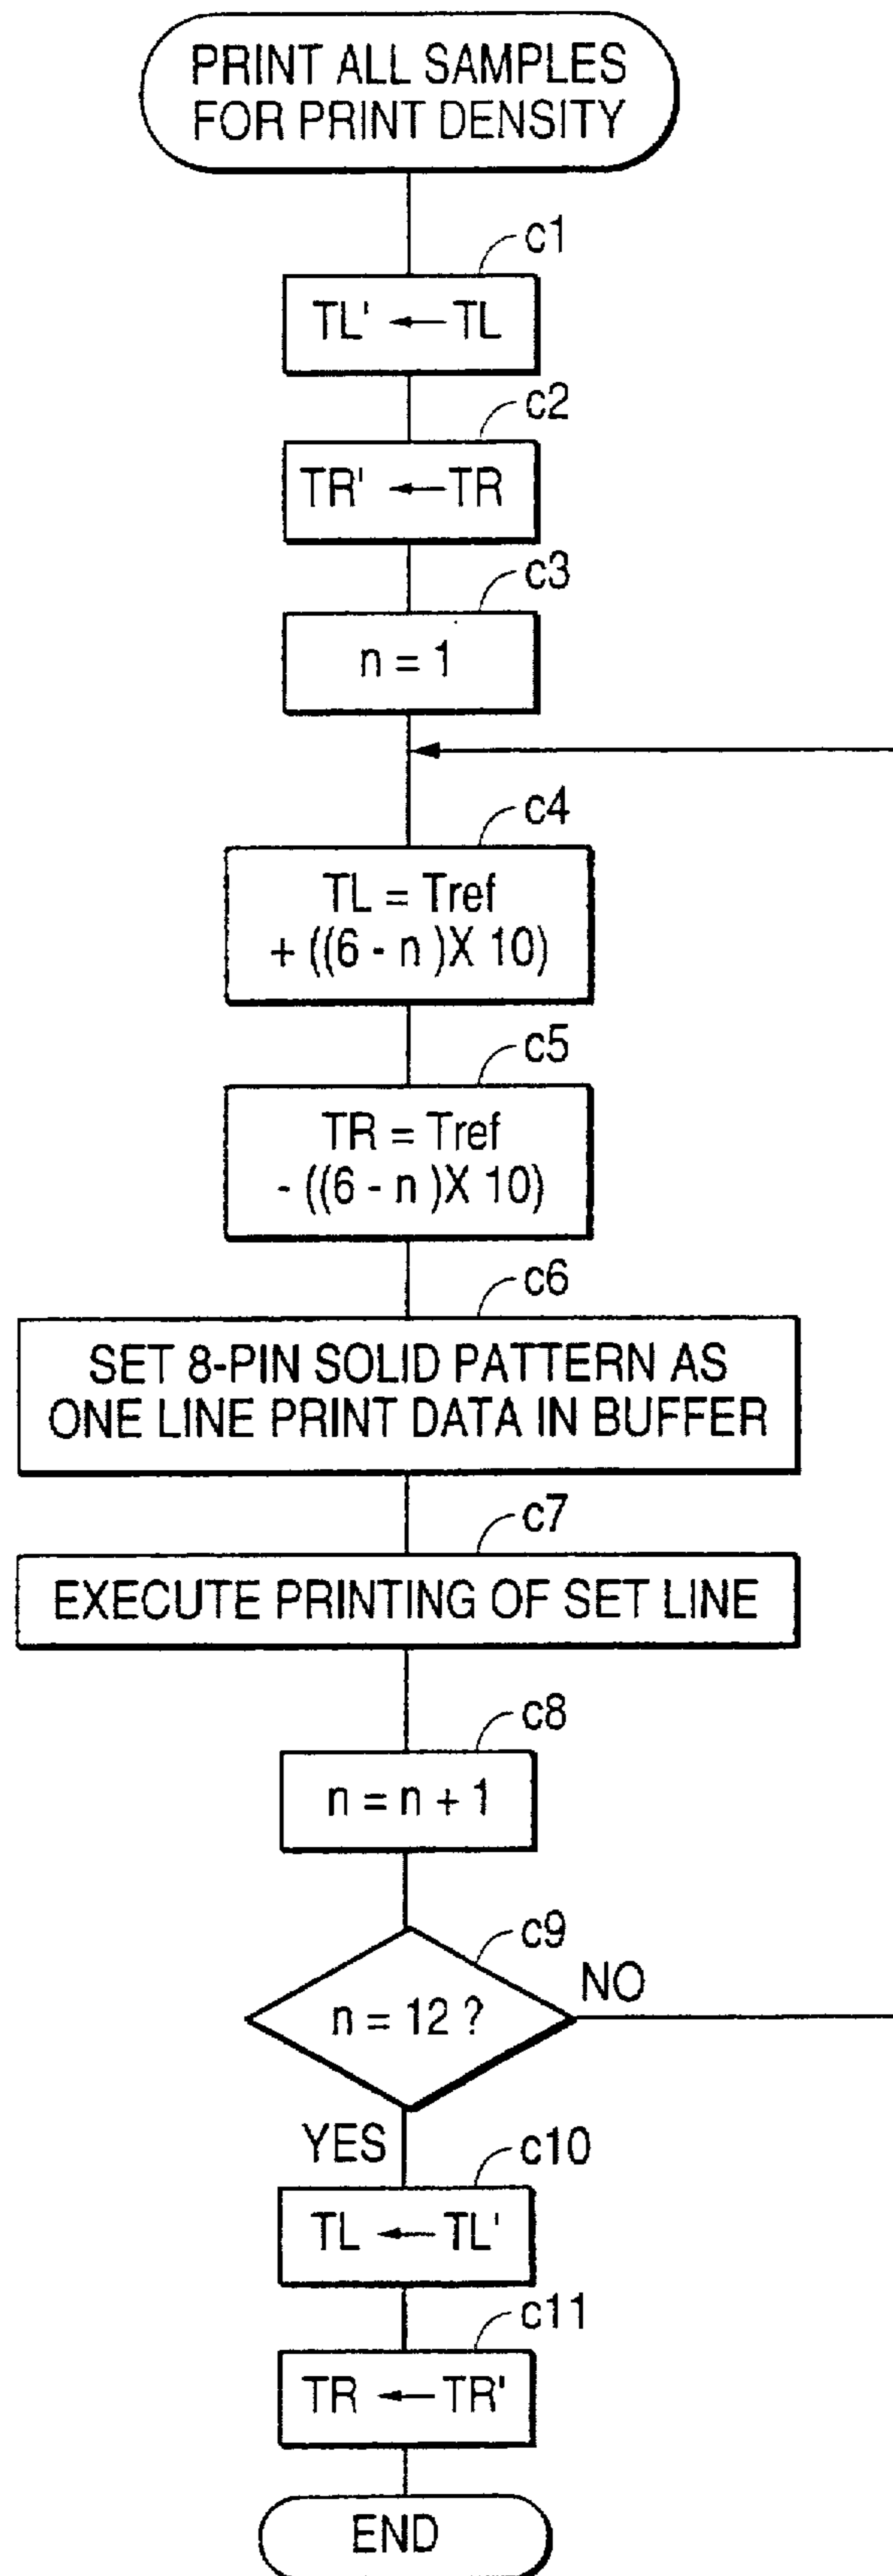 PRINT ALL SAMPLES
FOR PRINT DENSITY
c1
TL' ← TL
c2
TR' ← TR
c3
n = 1
c4
TL = Tref
+ ((6 - n )X 10)
c5
TR = Tref
- ((6 - n )X 10)
c6
SET 8-PIN SOLID PATTERN AS
ONE LINE PRINT DATA IN BUFFER
c7
EXECUTE PRINTING OF SET LINE
c8
n = n + 1
c9
n = 12 ?
NO
YES
c10
TL ← TL'
c11
TR ← TR'
END